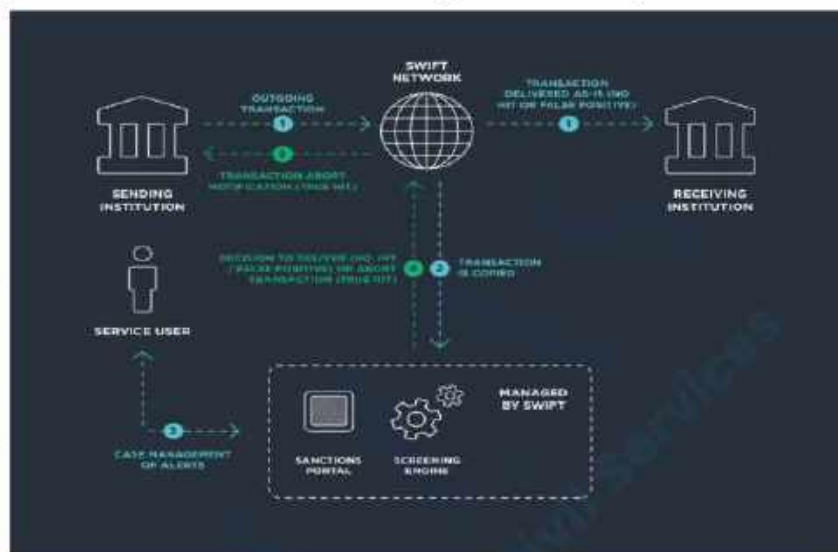 SWIFT
NETWORK
OUTGOING
TRANSACTION
1
TRANSACTION
DELIVERED AS-IS (NO
HIT OR FALSE POSITIVE)
TRANSACTION ABORT
NOTIFICATION (TRUE HIT)
SENDING
INSTITUTION
RECEIVING
INSTITUTION
DECISION TO DELIVER (NO HIT
/ FALSE POSITIVE) OR ABORT
TRANSACTION (TRUE HIT)
4
2
TRANSACTION
IS COPIED
SERVICE USER
3
CASE MANAGEMENT
OF ALERTS
MANAGED
BY SWIFT
SANCTIONS
PORTAL
SCREENING
ENGINE
Services